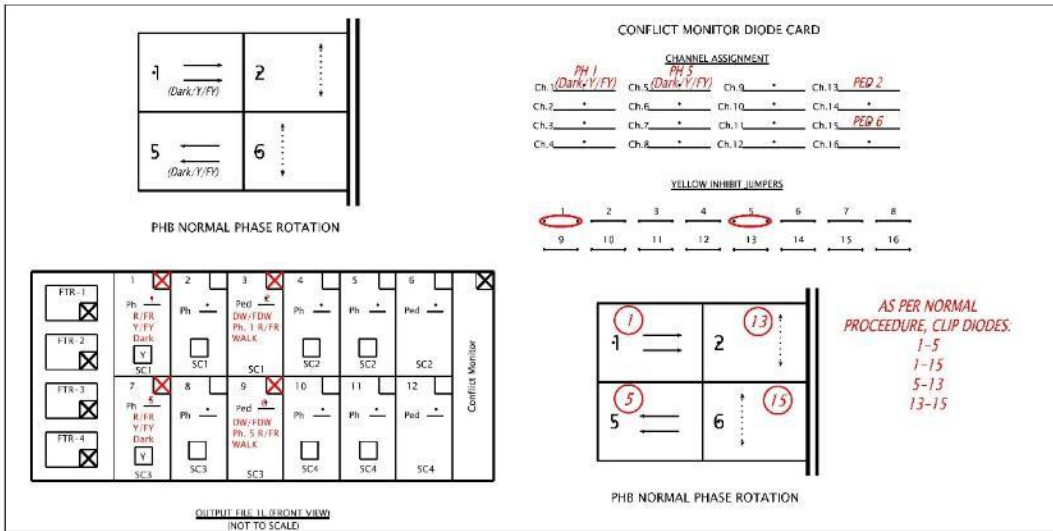 1
(Dark/Y/FY)
2
5
(Dark/Y/FY)
6
PHB NORMAL PHASE ROTATION
CONFLICT MONITOR DIODE CARD
CHANNEL ASSIGNMENT
PH 1 PH 5
Ch.1 (Dark/Y/FY) Ch.5 (Dark/Y/FY) Ch.9 Ch.13 PED 2
Ch.2 Ch.6 Ch.10 Ch.14
Ch.3 Ch.7 Ch.11 Ch.15 PED 6
Ch.4 Ch.8 Ch.12 Ch.16
YELLOW INHIBIT JUMPERS
1 2 3 4 5 6 7 8
9 10 11 12 13 14 15 16
FTR-1
FTR-2
FTR-3
FTR-4
1
Ph 1
R/FR
Y/FY
Dark
Y
SC1
2
Ph
SC1
3
Ped 2
DW/FDW
Ph. 1 R/FR
WALK
SC1
4
Ph
SC2
5
Ph
SC2
6
Ped
SC2
7
Ph 5
R/FR
Y/FY
Dark
Y
SC3
8
Ph
SC3
9
Ped 6
DW/FDW
Ph. 5 R/FR
WALK
SC3
10
Ph
SC4
11
Ph
SC4
12
Ped
SC4
Conflict Monitor
OUTPUT FILE 1L (FRONT VIEW)
(NOT TO SCALE)
1
1
13
2
5
5
15
6
PHB NORMAL PHASE ROTATION
AS PER NORMAL
PROCEEDURE, CLIP DIODES:
1-5
1-15
5-13
13-15